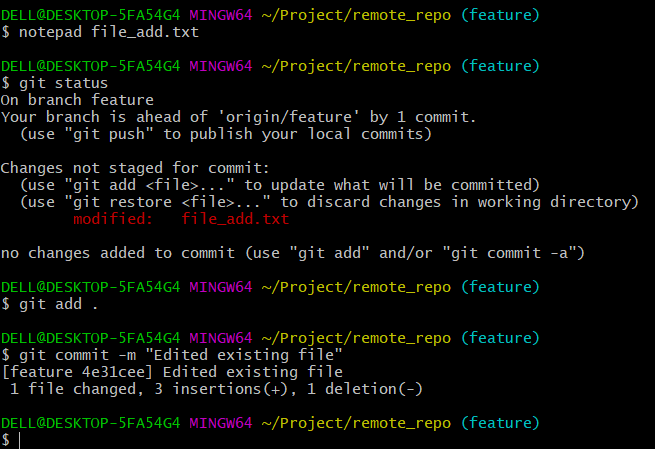 DELL@DESKTOP-5FA54G4 MINGW64 ~/Project/remote_repo (feature)
$ notepad file_add.txt
DELL@DESKTOP-5FA54G4 MINGW64 ~/Project/remote_repo (feature)
$ git status
On branch feature
Your branch is ahead of 'origin/feature' by 1 commit.
  (use "git push" to publish your local commits)
Changes not staged for commit:
  (use "git add <file>..." to update what will be committed)
  (use "git restore <file>..." to discard changes in working directory)
        modified:   file_add.txt
no changes added to commit (use "git add" and/or "git commit -a")
DELL@DESKTOP-5FA54G4 MINGW64 ~/Project/remote_repo (feature)
$ git add .
DELL@DESKTOP-5FA54G4 MINGW64 ~/Project/remote_repo (feature)
$ git commit -m "Edited existing file"
[feature 4e31cee] Edited existing file
 1 file changed, 3 insertions(+), 1 deletion(-)
DELL@DESKTOP-5FA54G4 MINGW64 ~/Project/remote_repo (feature)
$